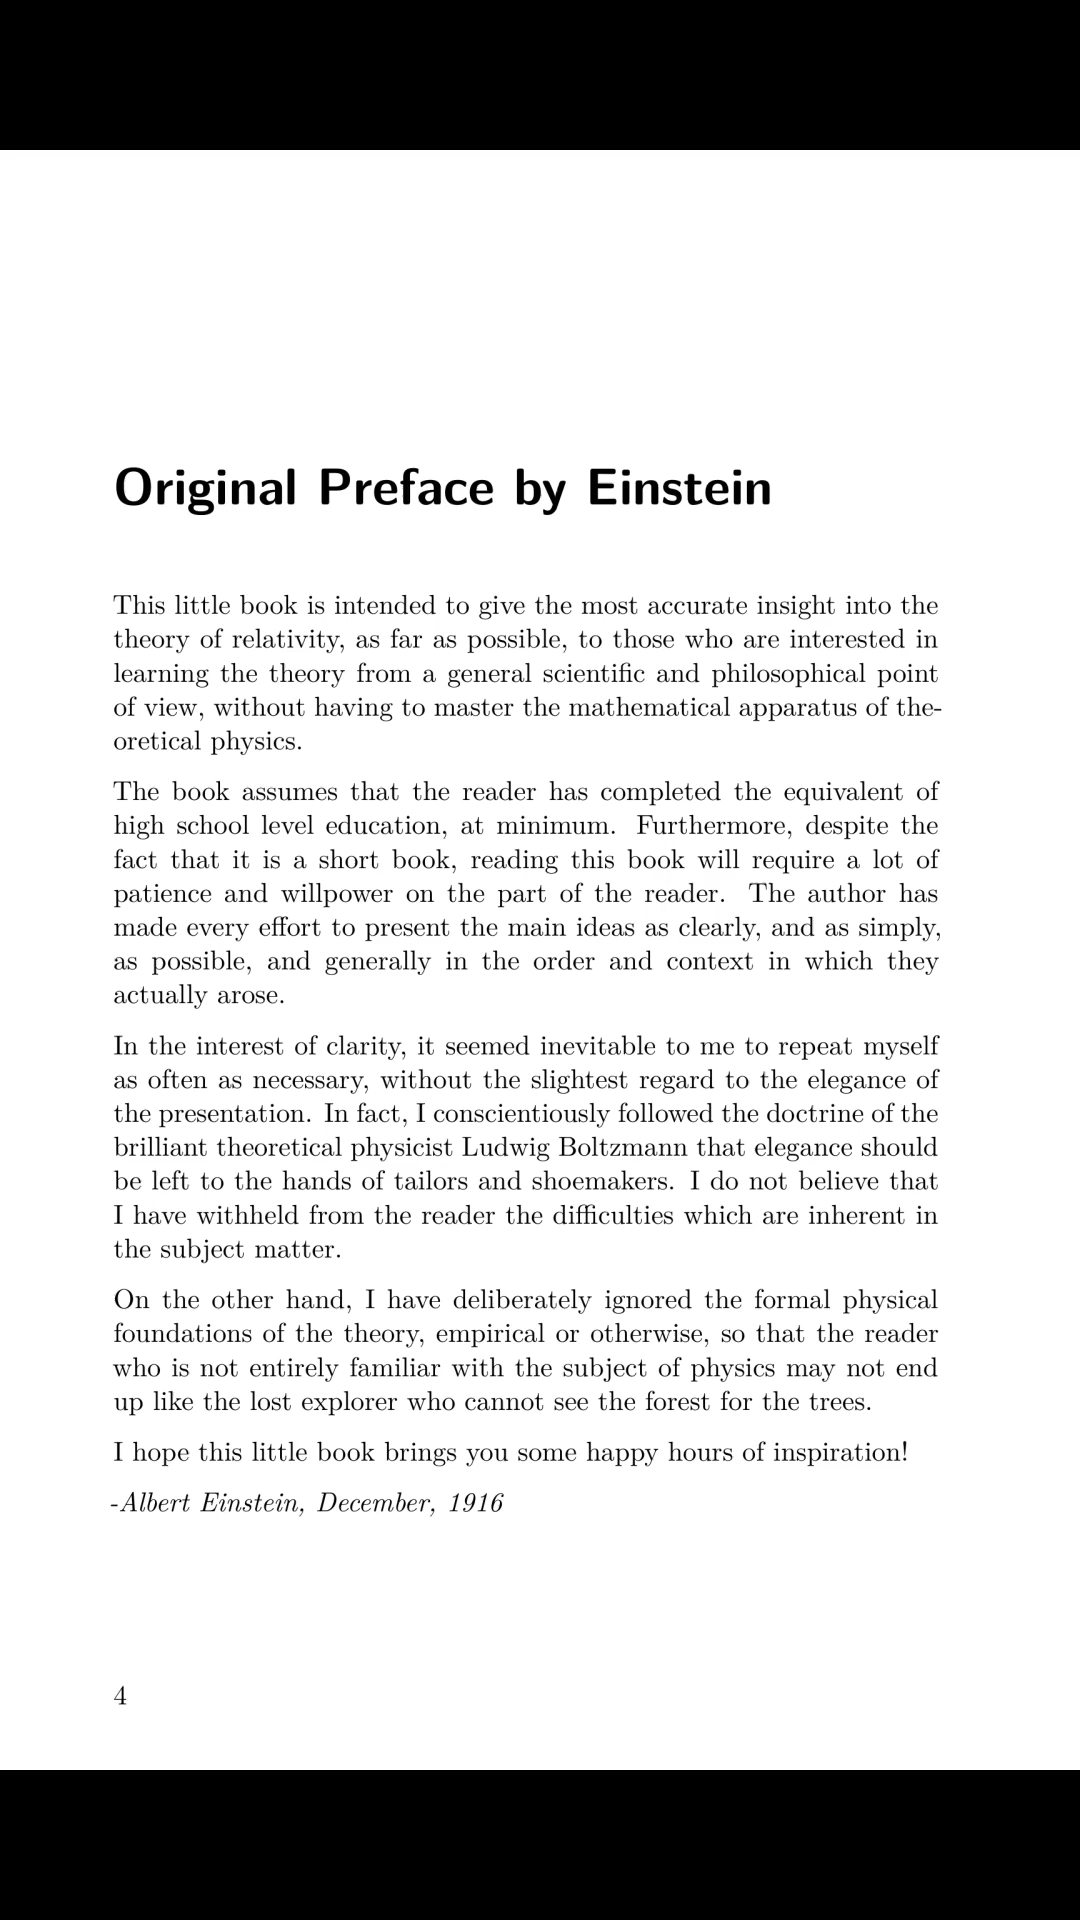 Original Preface by Einstein
This little book is intended to give the most accurate insight into the
theory of relativity, as far as possible, to those who are interested in
learning the theory from a general scientific and philosophical point
of view, without having to master the mathematical apparatus of the-
oretical physics.
The book assumes that the reader has completed the equivalent of
high school level education, at minimum. Furthermore, despite the
fact that it is a short book, reading this book will require a lot of
patience and willpower on the part of the reader. The author has
made every effort to present the main ideas as clearly, and as simply,
as possible, and generally in the order and context in which they
actually arose.
In the interest of clarity, it seemed inevitable to me to repeat myself
as often as necessary, without the slightest regard to the elegance of
the presentation. In fact, I conscientiously followed the doctrine of the
brilliant theoretical physicist Ludwig Boltzmann that elegance should
be left to the hands of tailors and shoemakers. I do not believe that
I have withheld from the reader the difficulties which are inherent in
the subject matter.
On the other hand, I have deliberately ignored the formal physical
foundations of the theory, empirical or otherwise, so that the reader
who is not entirely familiar with the subject of physics may not end
up like the lost explorer who cannot see the forest for the trees.
I hope this little book brings you some happy hours of inspiration!
-Albert Einstein, December, 1916
4